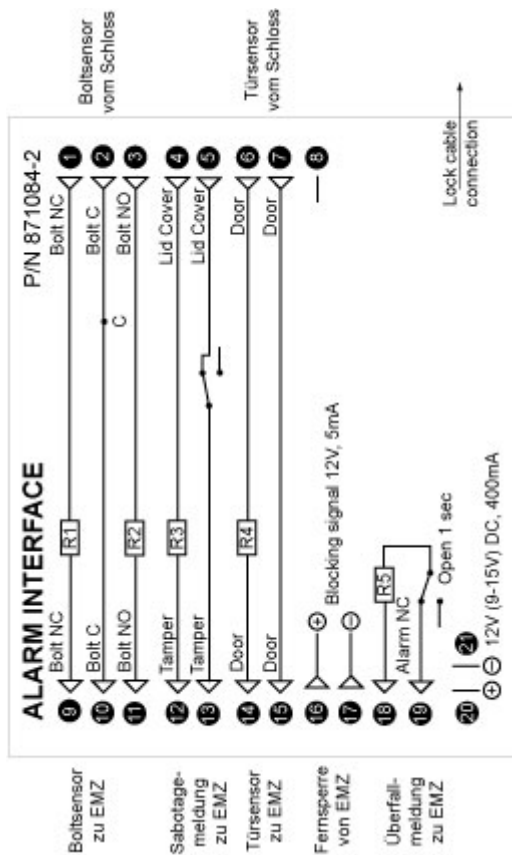 ALARM INTERFACE
P/N 871084-2
Boltsensor
zu EMZ
9 Bolt NC R1 Bolt NC 1
10 Bolt C C Bolt C 2
11 Bolt NO R2 Bolt NO 3
Boltsensor
vom Schloss
Sabotage-
meldung
zu EMZ
12 Tamper R3 Lid Cover 4
13 Tamper Lid Cover 5
Türsensor
zu EMZ
14 Door R4 Door 6
15 Door Door 7
Türsensor
vom Schloss
8
Fernsperre
von EMZ
16 +
17 −
Blocking signal 12V, 5mA
Überfall-
meldung
zu EMZ
18 R5
19 Alarm NC
Open 1 sec
20 21
+ − 12V (9-15V) DC, 400mA
Lock cable
connection